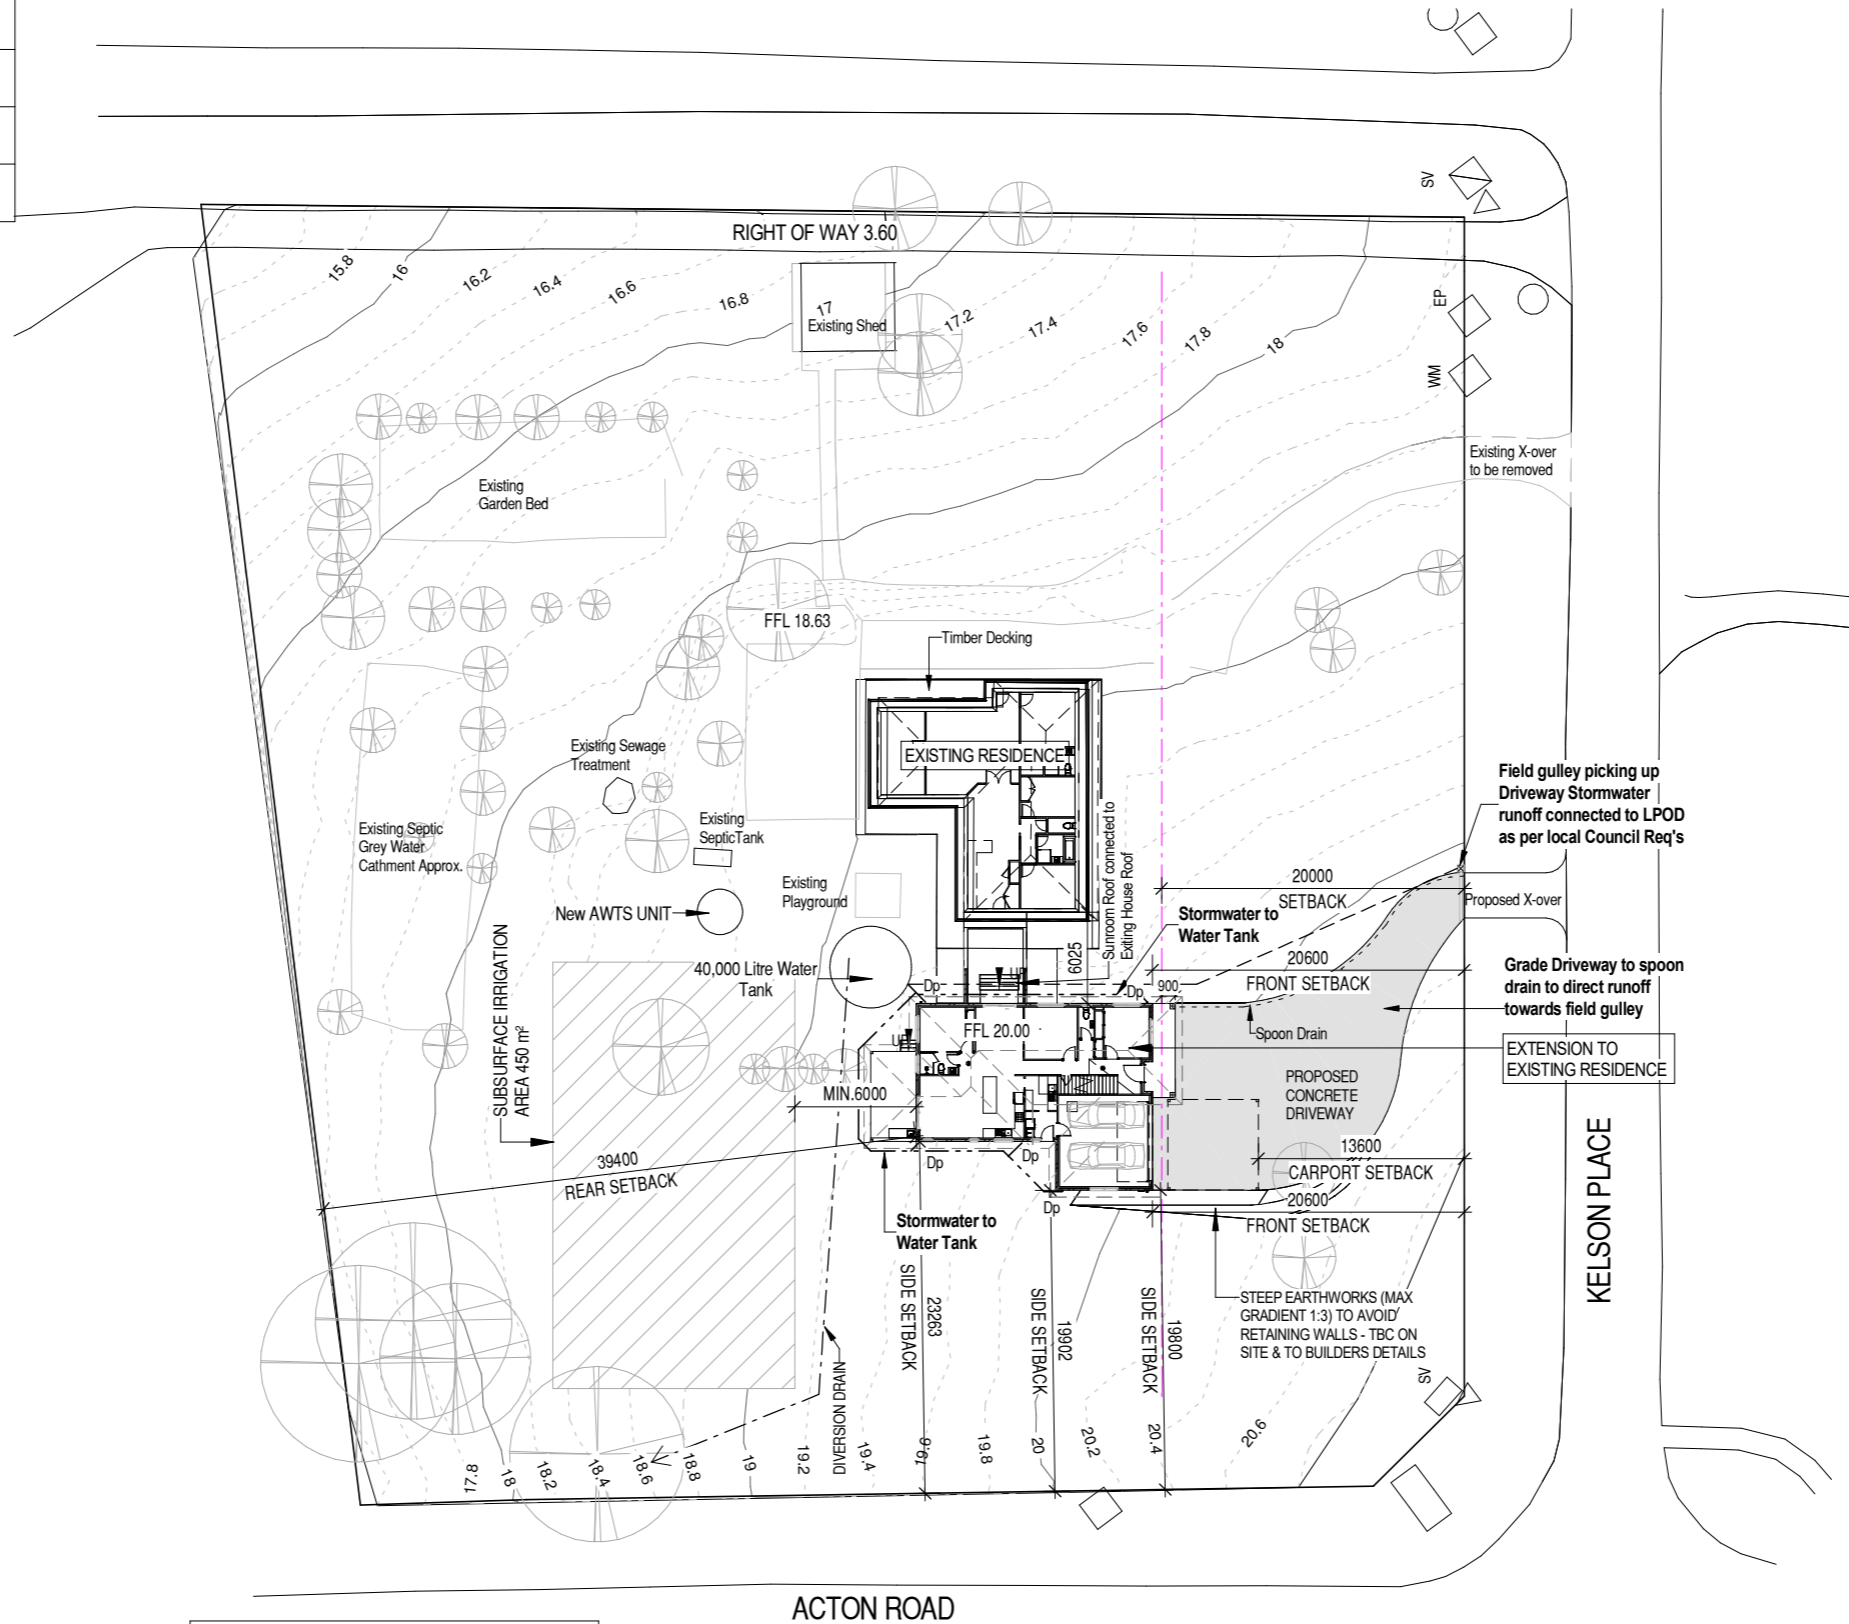 SV
RIGHT OF WAY 3.60
15.8
16
16.2
16.4
16.6
16.8
17
Existing Shed
17.2
17.4
17.6
17.8
18
EP
WM
Existing X-over
to be removed
Existing
Garden Bed
FFL 18.63
Timber Decking
Existing Sewage
Treatment
EXISTING RESIDENCE
Existing Septic
Grey Water
Cathment Approx.
Existing
SepticTank
Existing
Playground
New AWTS UNIT
Sunroom Roof connected to
Exiting House Roof
Field gulley picking up
Driveway Stormwater
runoff connected to LPOD
as per local Council Req's
20000
SETBACK
Proposed X-over
Stormwater to
Water Tank
SUBSURFACE IRRIGATION
AREA 450 m²
40,000 Litre Water
Tank
6025
20600
FRONT SETBACK
Grade Driveway to spoon
drain to direct runoff
towards field gulley
Dp
Dp
900
FFL 20.00
Spoon Drain
EXTENSION TO
EXISTING RESIDENCE
PROPOSED
CONCRETE
DRIVEWAY
MIN.6000
39400
REAR SETBACK
Dp
Dp
Dp
13600
CARPORT SETBACK
20600
FRONT SETBACK
Stormwater to
Water Tank
KELSON PLACE
SIDE SETBACK
23263
SIDE SETBACK
19902
SIDE SETBACK
19800
STEEP EARTHWORKS (MAX
GRADIENT 1:3) TO AVOID
RETAINING WALLS - TBC ON
SITE & TO BUILDERS DETAILS
SV
DIVERSION DRAIN
17.8
18
18.2
18.4
18.6
18.8
19
19.2
19.4
19.6
19.8
20
20.2
20.4
20.6
ACTON ROAD